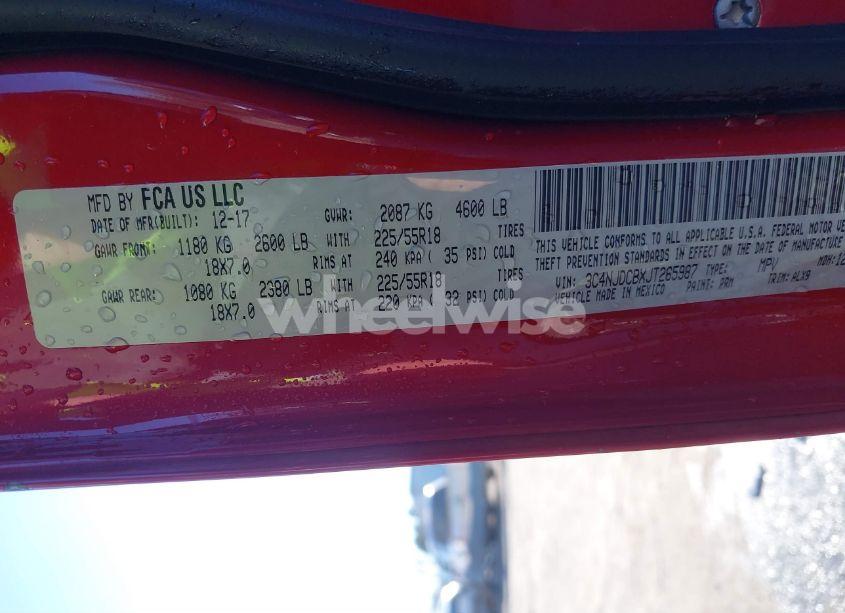 MFD BY FCA US LLC
DATE OF MFR(BUILT): 12-17 GVWR: 2087 KG 4600 LB
GAWR FRONT: 1180 KG 2600 LB WITH 225/55R18 TIRES
18X7.0 RIMS AT 240 KPA( 35 PSI) COLD
GAWR REAR: 1080 KG 2380 LB WITH 225/55R18 TIRES
18X7.0 RIMS AT 220 KPA( 32 PSI) COLD
THIS VEHICLE CONFORMS TO ALL APPLICABLE U.S.A. FEDERAL MOTOR VE
THEFT PREVENTION STANDARDS IN EFFECT ON THE DATE OF MANUF
VIN: 3C4NJDCBXJT265987 TYPE: MPV MDH:12
VEHICLE MADE IN MEXICO PAINT: PRM TRIM: ALX9
wheelwise